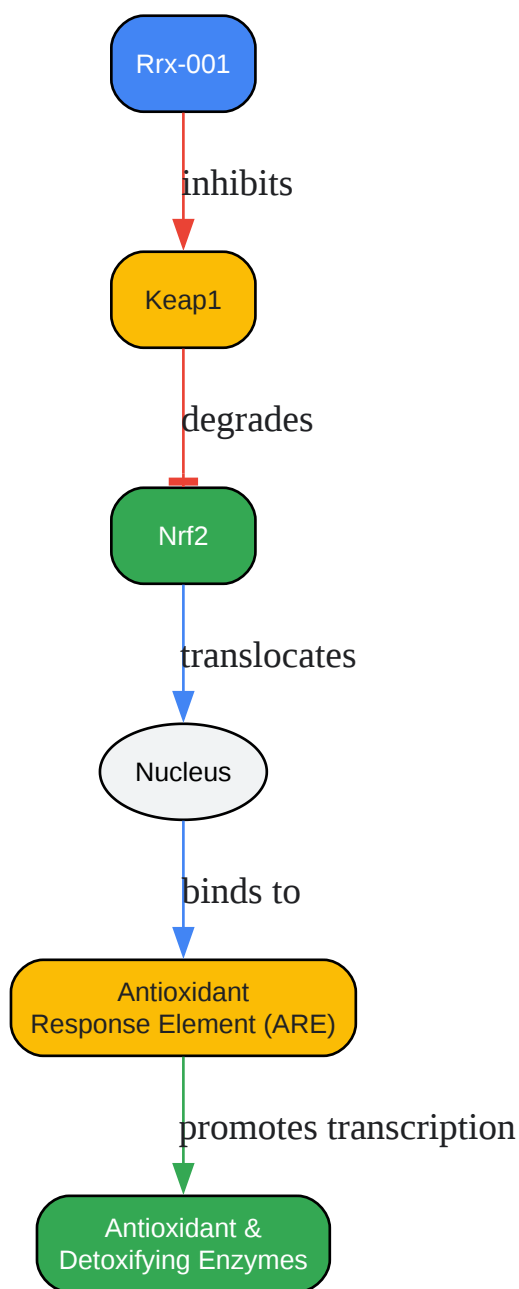 Rrx-001
inhibits
Keap1
degrades
Nrf2
translocates
Nucleus
binds to
Antioxidant
Response Element (ARE)
promotes transcription
Antioxidant &
Detoxifying Enzymes